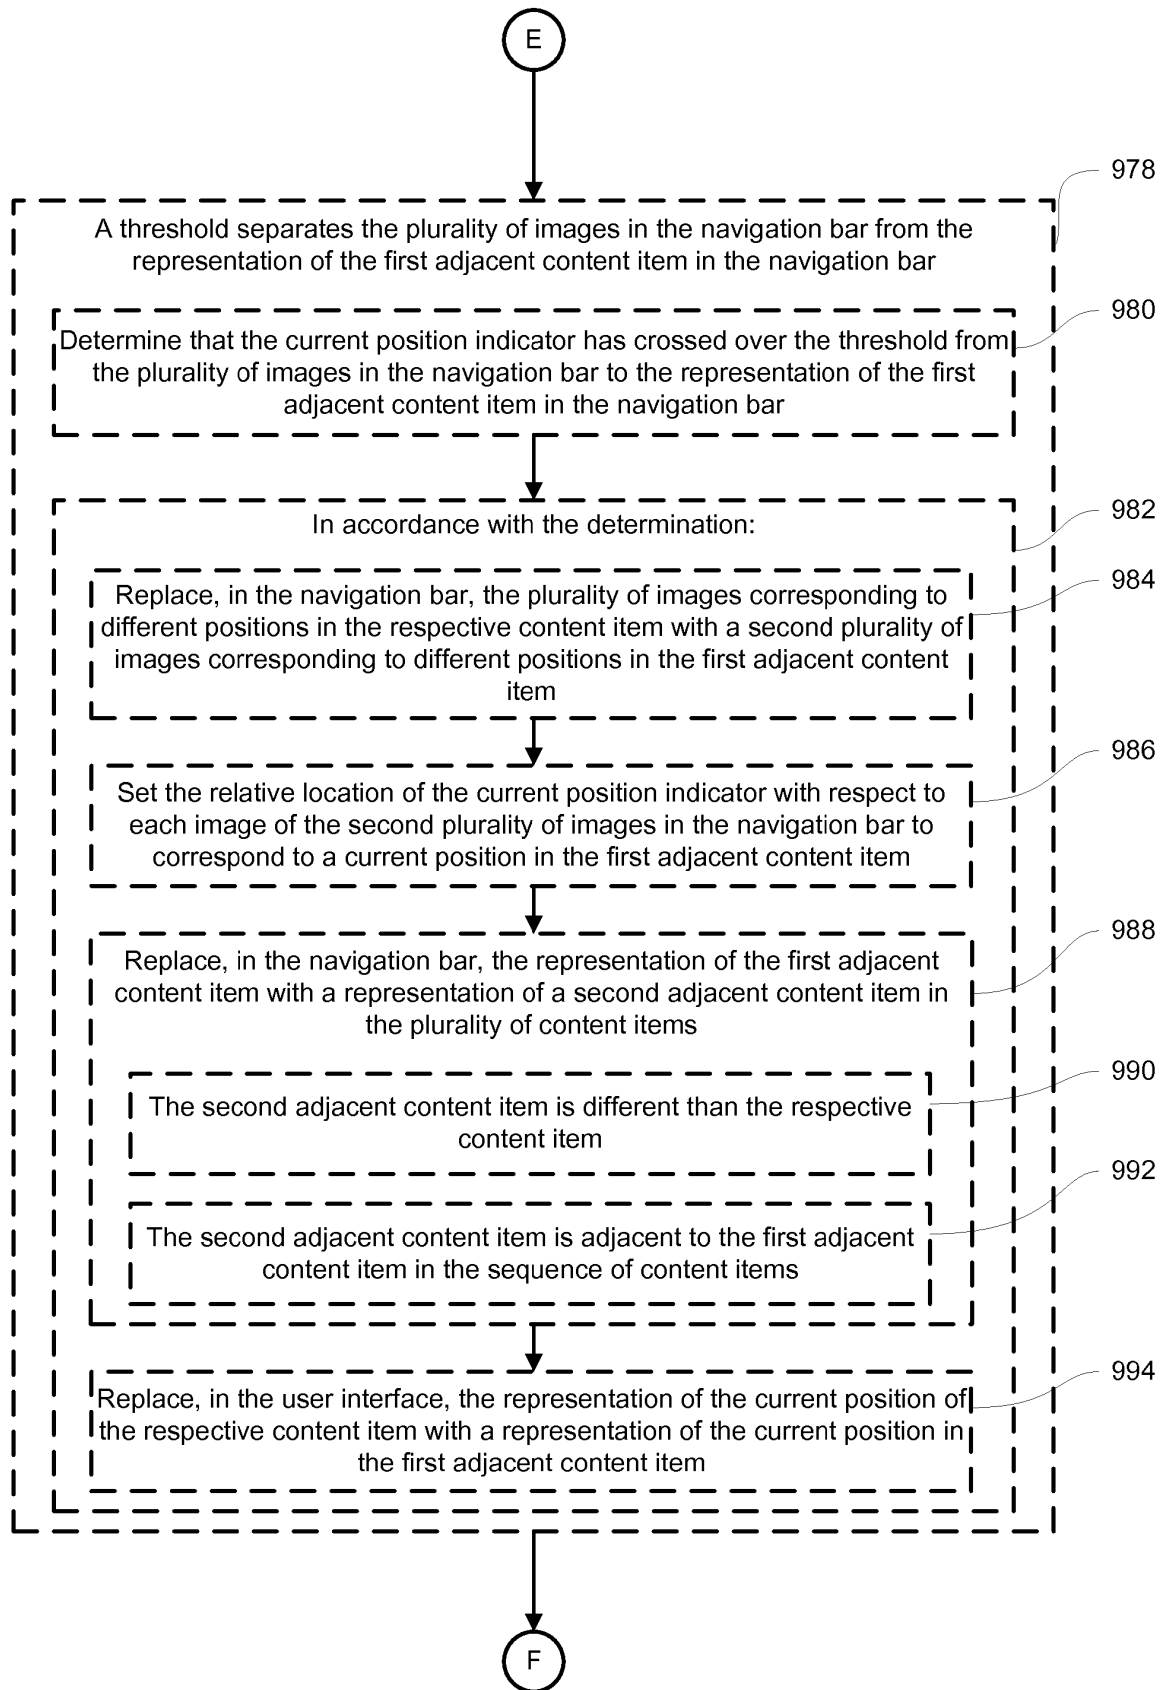 E
978
A threshold separates the plurality of images in the navigation bar from the
representation of the first adjacent content item in the navigation bar
980
Determine that the current position indicator has crossed over the threshold from
the plurality of images in the navigation bar to the representation of the first
adjacent content item in the navigation bar
982
In accordance with the determination:
984
Replace, in the navigation bar, the plurality of images corresponding to
different positions in the respective content item with a second plurality of
images corresponding to different positions in the first adjacent content
item
986
Set the relative location of the current position indicator with respect to
each image of the second plurality of images in the navigation bar to
correspond to a current position in the first adjacent content item
988
Replace, in the navigation bar, the representation of the first adjacent
content item with a representation of a second adjacent content item in
the plurality of content items
990
The second adjacent content item is different than the respective
content item
992
The second adjacent content item is adjacent to the first adjacent
content item in the sequence of content items
994
Replace, in the user interface, the representation of the current position of
the respective content item with a representation of the current position in
the first adjacent content item
F